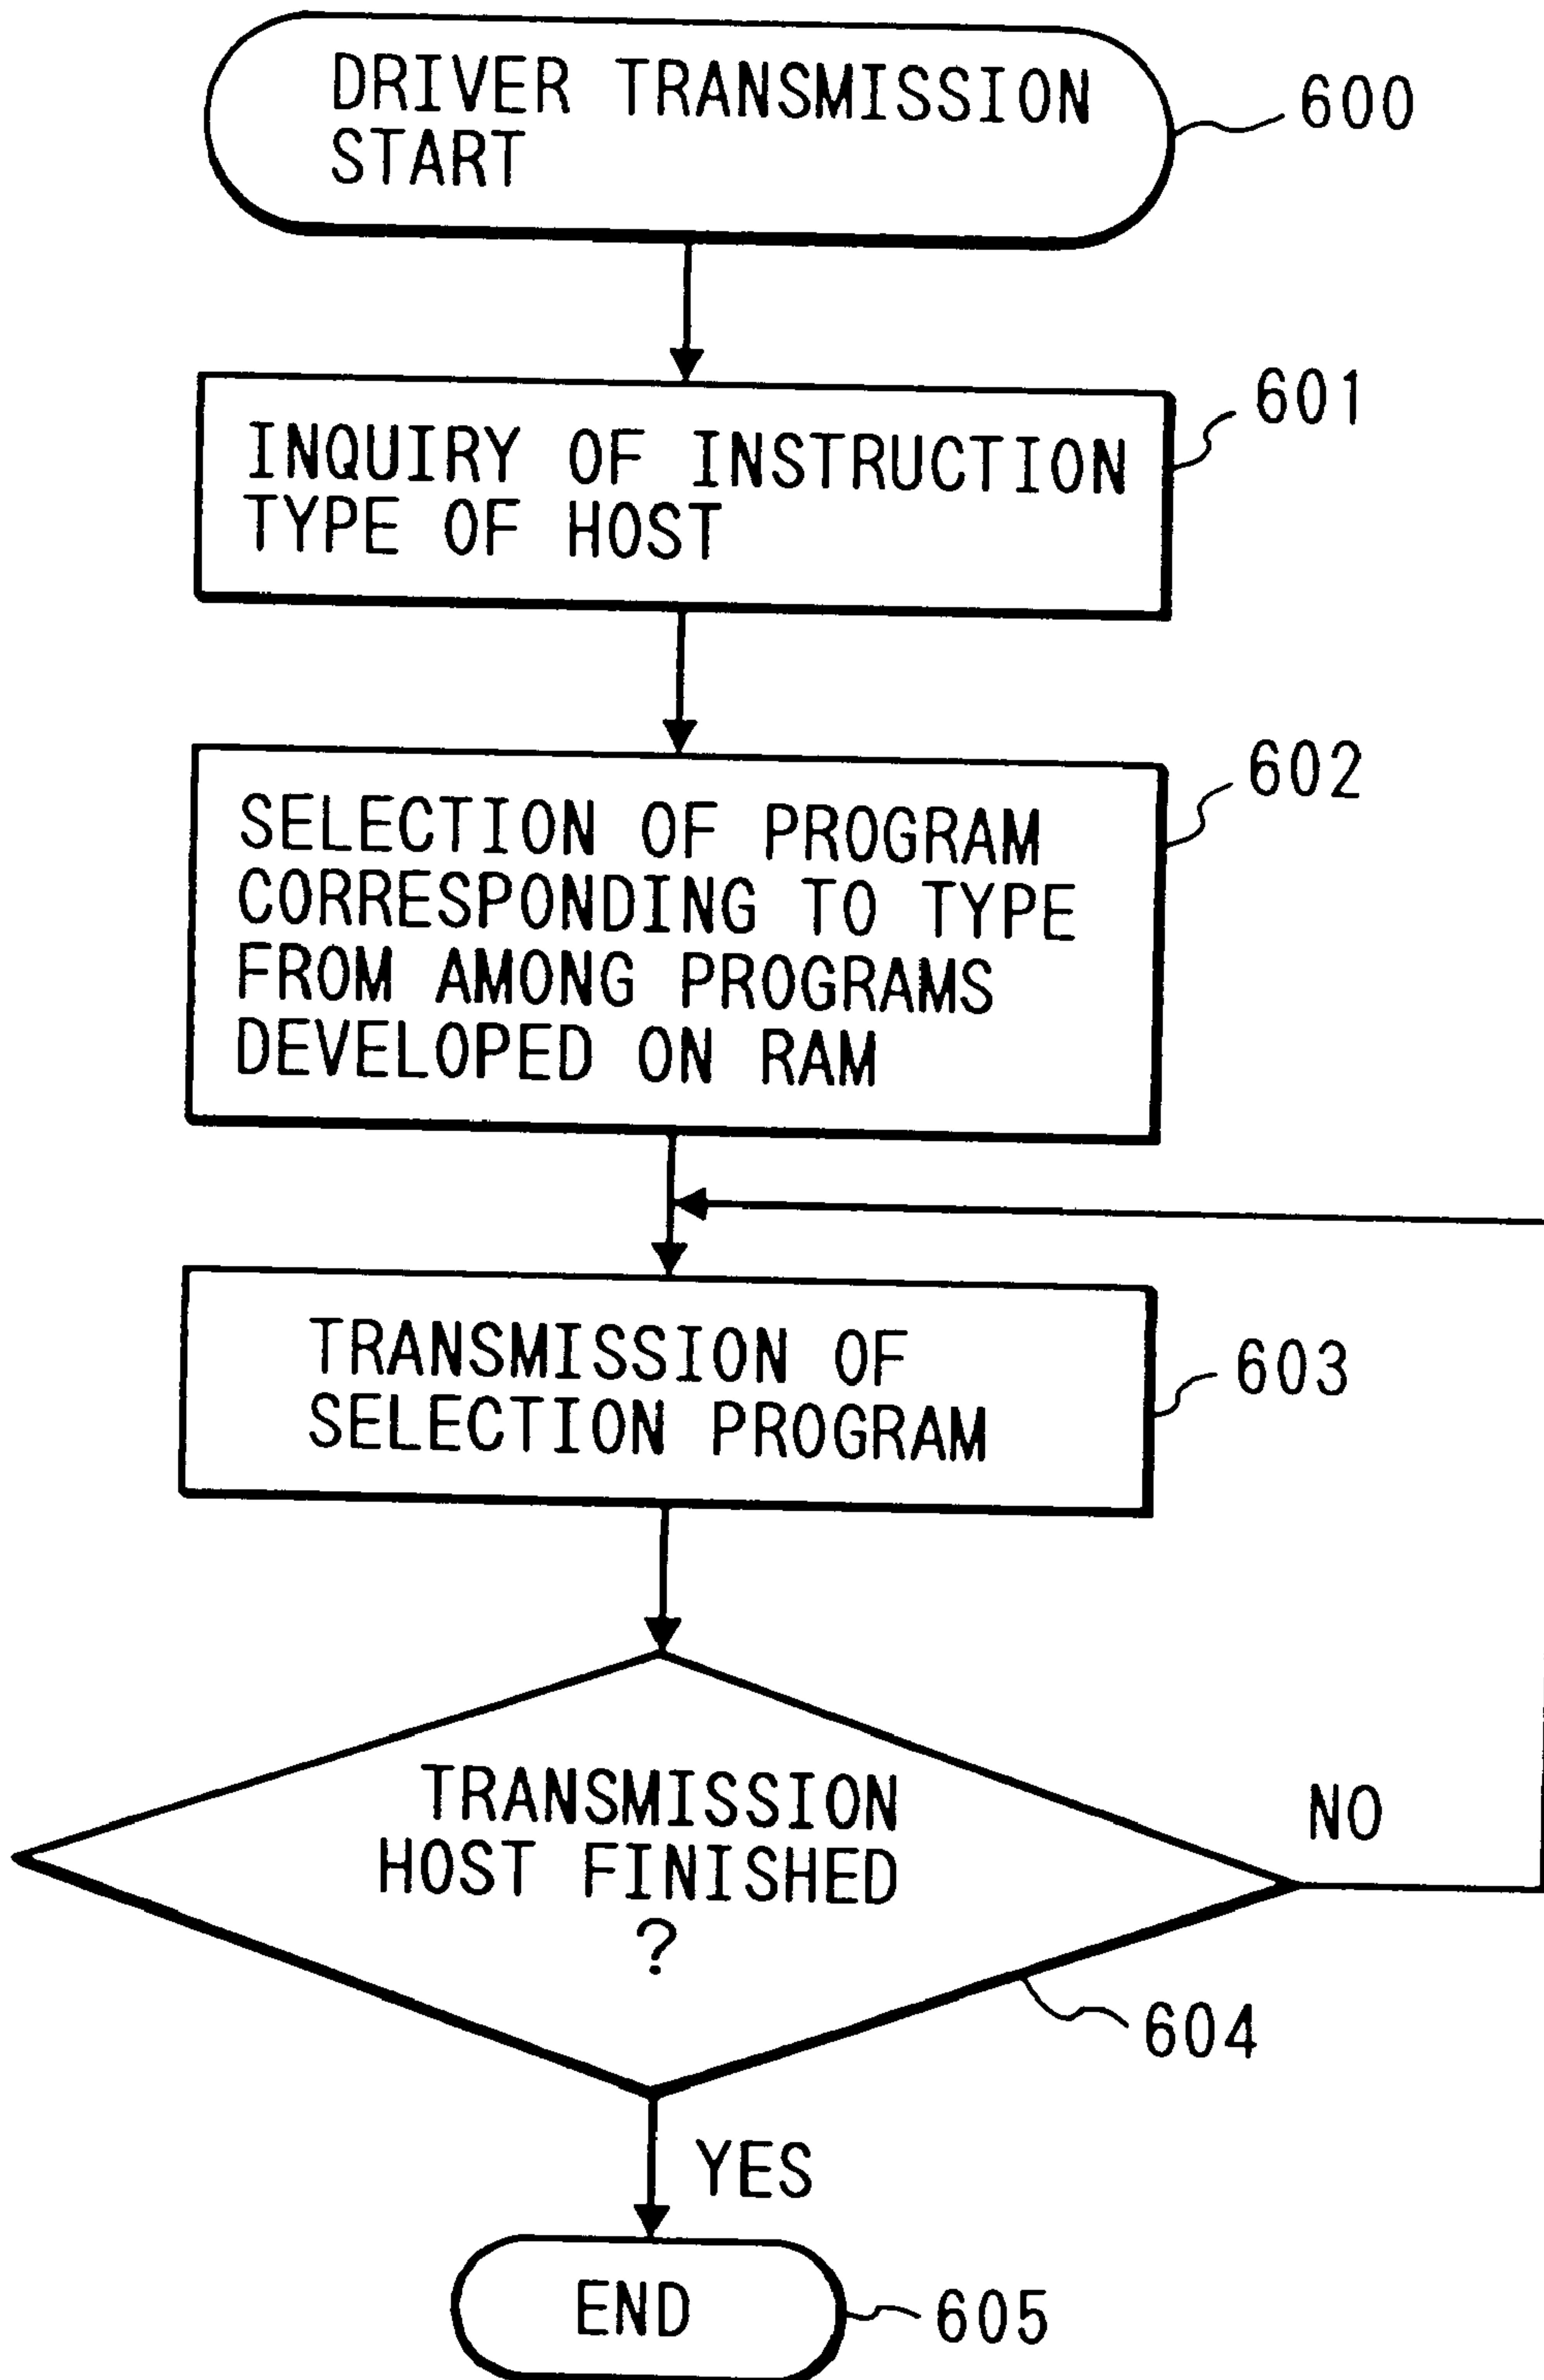 DRIVER TRANSMISSION
START
600
INQUIRY OF INSTRUCTION
TYPE OF HOST
601
SELECTION OF PROGRAM
CORRESPONDING TO TYPE
FROM AMONG PROGRAMS
DEVELOPED ON RAM
602
TRANSMISSION OF
SELECTION PROGRAM
603
TRANSMISSION
HOST FINISHED
?
NO
604
YES
END
605